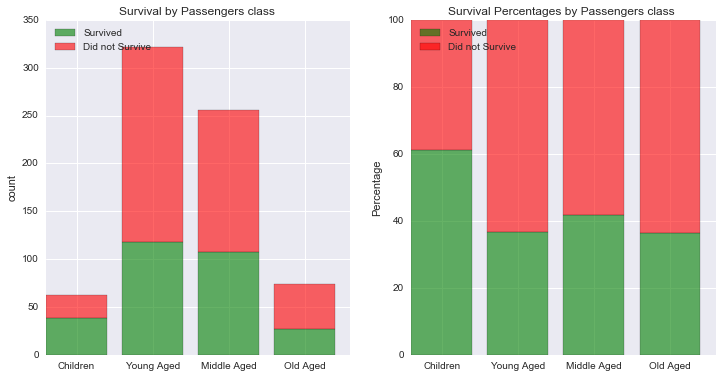 Survival by Passengers class
350
300
250
200
150
100
50
0
count
Survived
Did not Survive
Children
Young Aged
Middle Aged
Old Aged
Survival Percentages by Passengers class
100
80
60
40
20
0
Percentage
Survived
Did not Survive
Children
Young Aged
Middle Aged
Old Aged